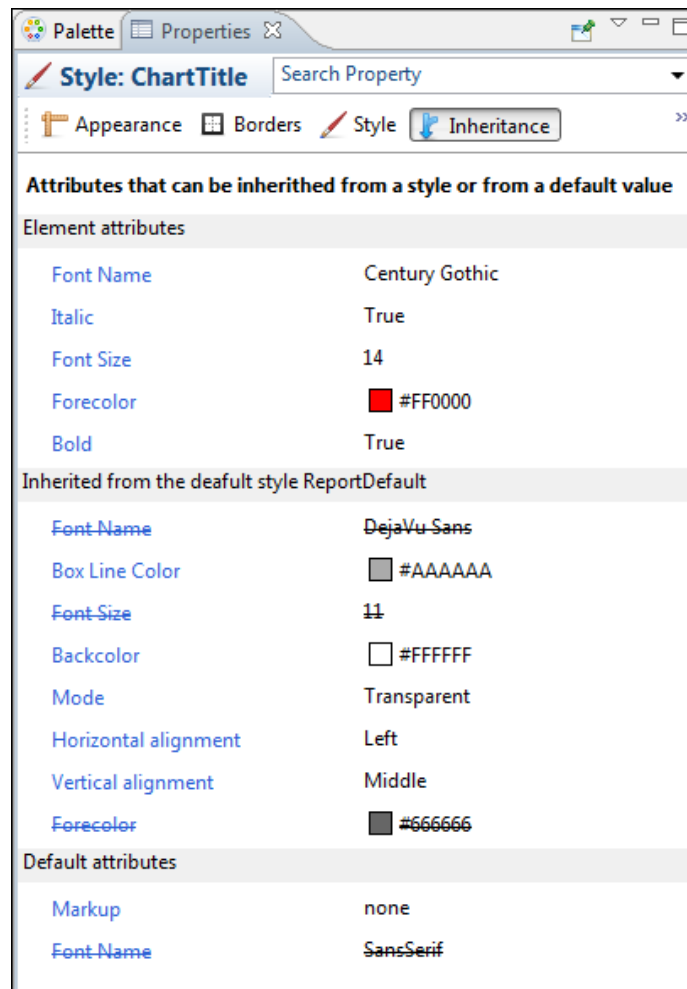 Palette Properties
Style: ChartTitle Search Property
Appearance Borders Style Inheritance »
Attributes that can be inherithed from a style or from a default value
Element attributes
Font Name Century Gothic
Italic True
Font Size 14
Forecolor #FF0000
Bold True
Inherited from the deafult style ReportDefault
Font Name DejaVu Sans
Box Line Color #AAAAAA
Font Size 11
Backcolor #FFFFFF
Mode Transparent
Horizontal alignment Left
Vertical alignment Middle
Forecolor #666666
Default attributes
Markup none
Font Name SansSerif